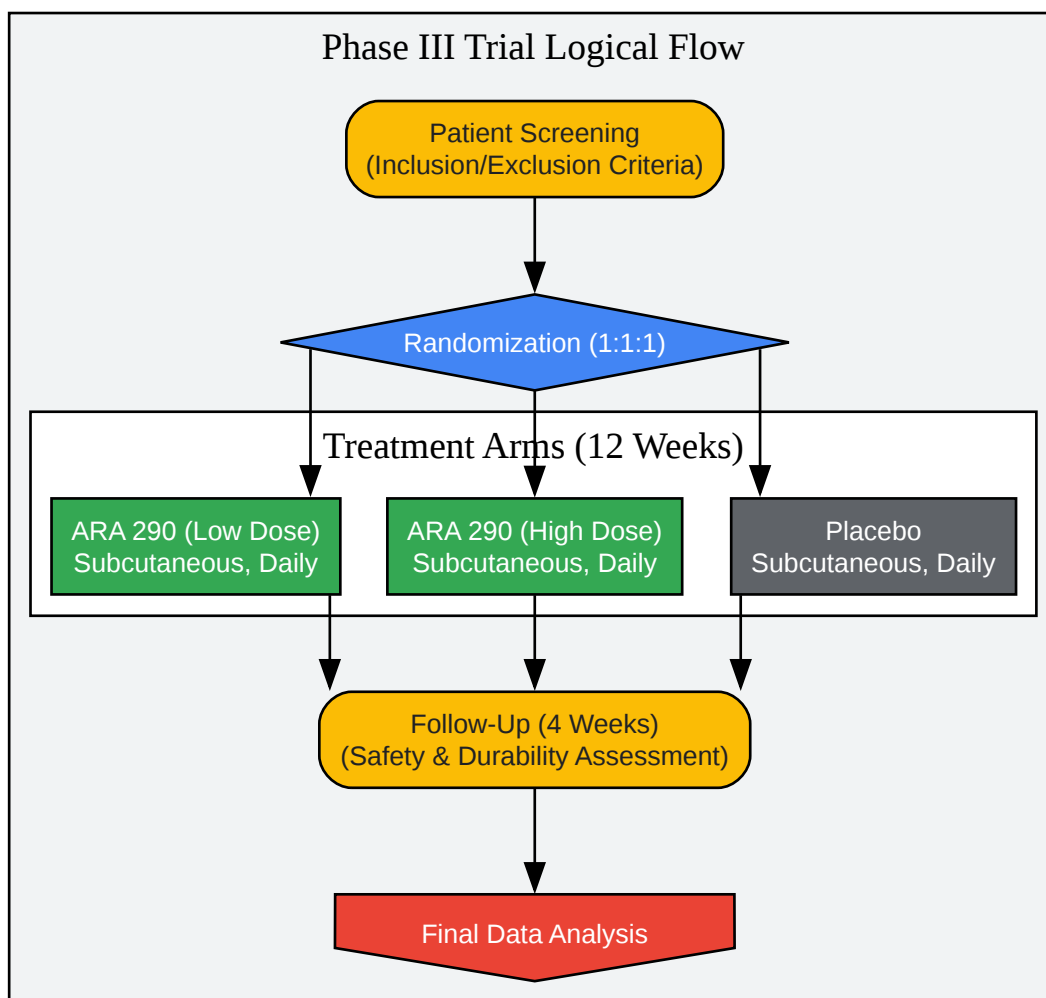 Phase III Trial Logical Flow
Patient Screening
(Inclusion/Exclusion Criteria)
Randomization (1:1:1)
Treatment Arms (12 Weeks)
ARA 290 (Low Dose)
Subcutaneous, Daily
ARA 290 (High Dose)
Subcutaneous, Daily
Placebo
Subcutaneous, Daily
Follow-Up (4 Weeks)
(Safety & Durability Assessment)
Final Data Analysis